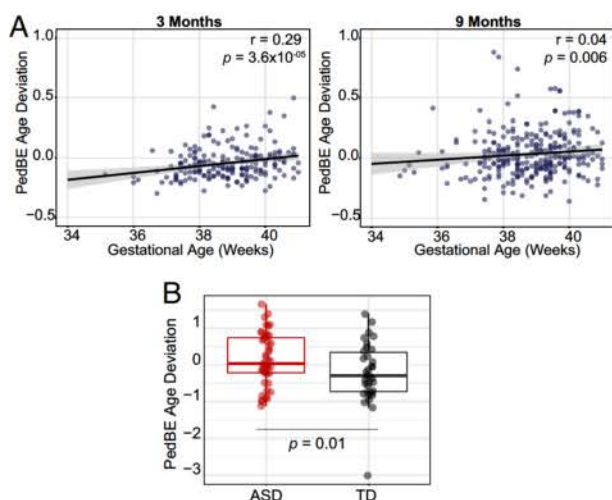 A
3 Months
9 Months
r = 0.29
p = 3.6x10⁻⁰⁵
r = 0.04
p = 0.006
PedBE Age Deviation
1.0
0.5
0.0
−0.5
34 36 38 40
Gestational Age (Weeks)
PedBE Age Deviation
1.0
0.5
0.0
−0.5
34 36 38 40
Gestational Age (Weeks)
B
PedBE Age Deviation
1
0
−1
−2
−3
p = 0.01
ASD TD